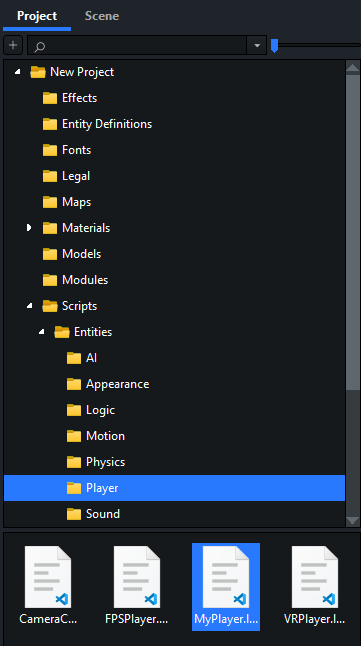 Project Scene
New Project
Effects
Entity Definitions
Fonts
Legal
Maps
Materials
Models
Modules
Scripts
Entities
AI
Appearance
Logic
Motion
Physics
Player
Sound
CameraC... FPSPlayer.... MyPlayer.l... VRPlayer.l...